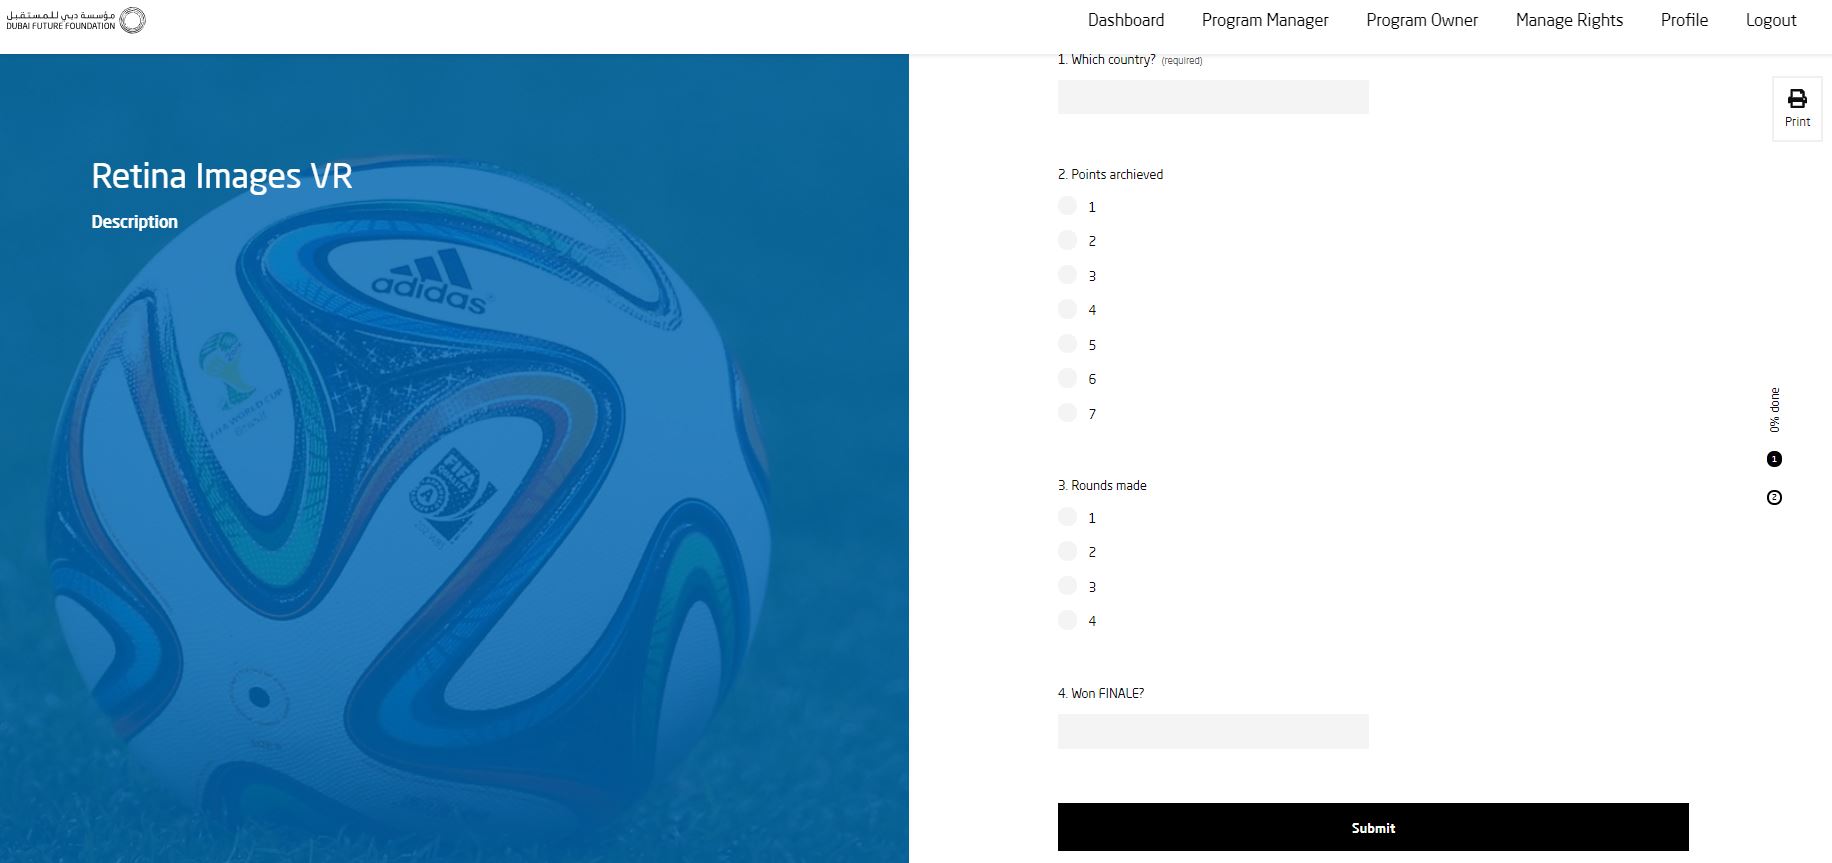 مؤسسة دبي للمستقبل
DUBAI FUTURE FOUNDATION
Dashboard
Program Manager
Program Owner
Manage Rights
Profile
Logout
Retina Images VR
Description
adidas
FIFA WORLD CUP
Brasil
FIFA
1. Which country? (required)
2. Points archieved
1
2
3
4
5
6
7
3. Rounds made
1
2
3
4
4. Won FINALE?
Submit
Print
0% done
1
2